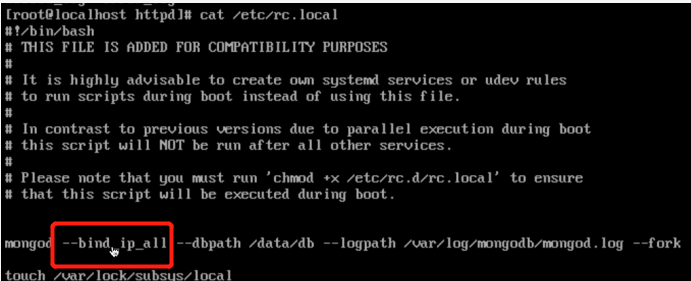 [root@localhost httpd]# cat /etc/rc.local
#!/bin/bash
# THIS FILE IS ADDED FOR COMPATIBILITY PURPOSES
#
# It is highly advisable to create own systemd services or udev rules
# to run scripts during boot instead of using this file.
#
# In contrast to previous versions due to parallel execution during boot
# this script will NOT be run after all other services.
#
# Please note that you must run 'chmod +x /etc/rc.d/rc.local' to ensure
# that this script will be executed during boot.
mongod --bind_ip_all --dbpath /data/db --logpath /var/log/mongodb/mongod.log --fork
touch /var/lock/subsys/local